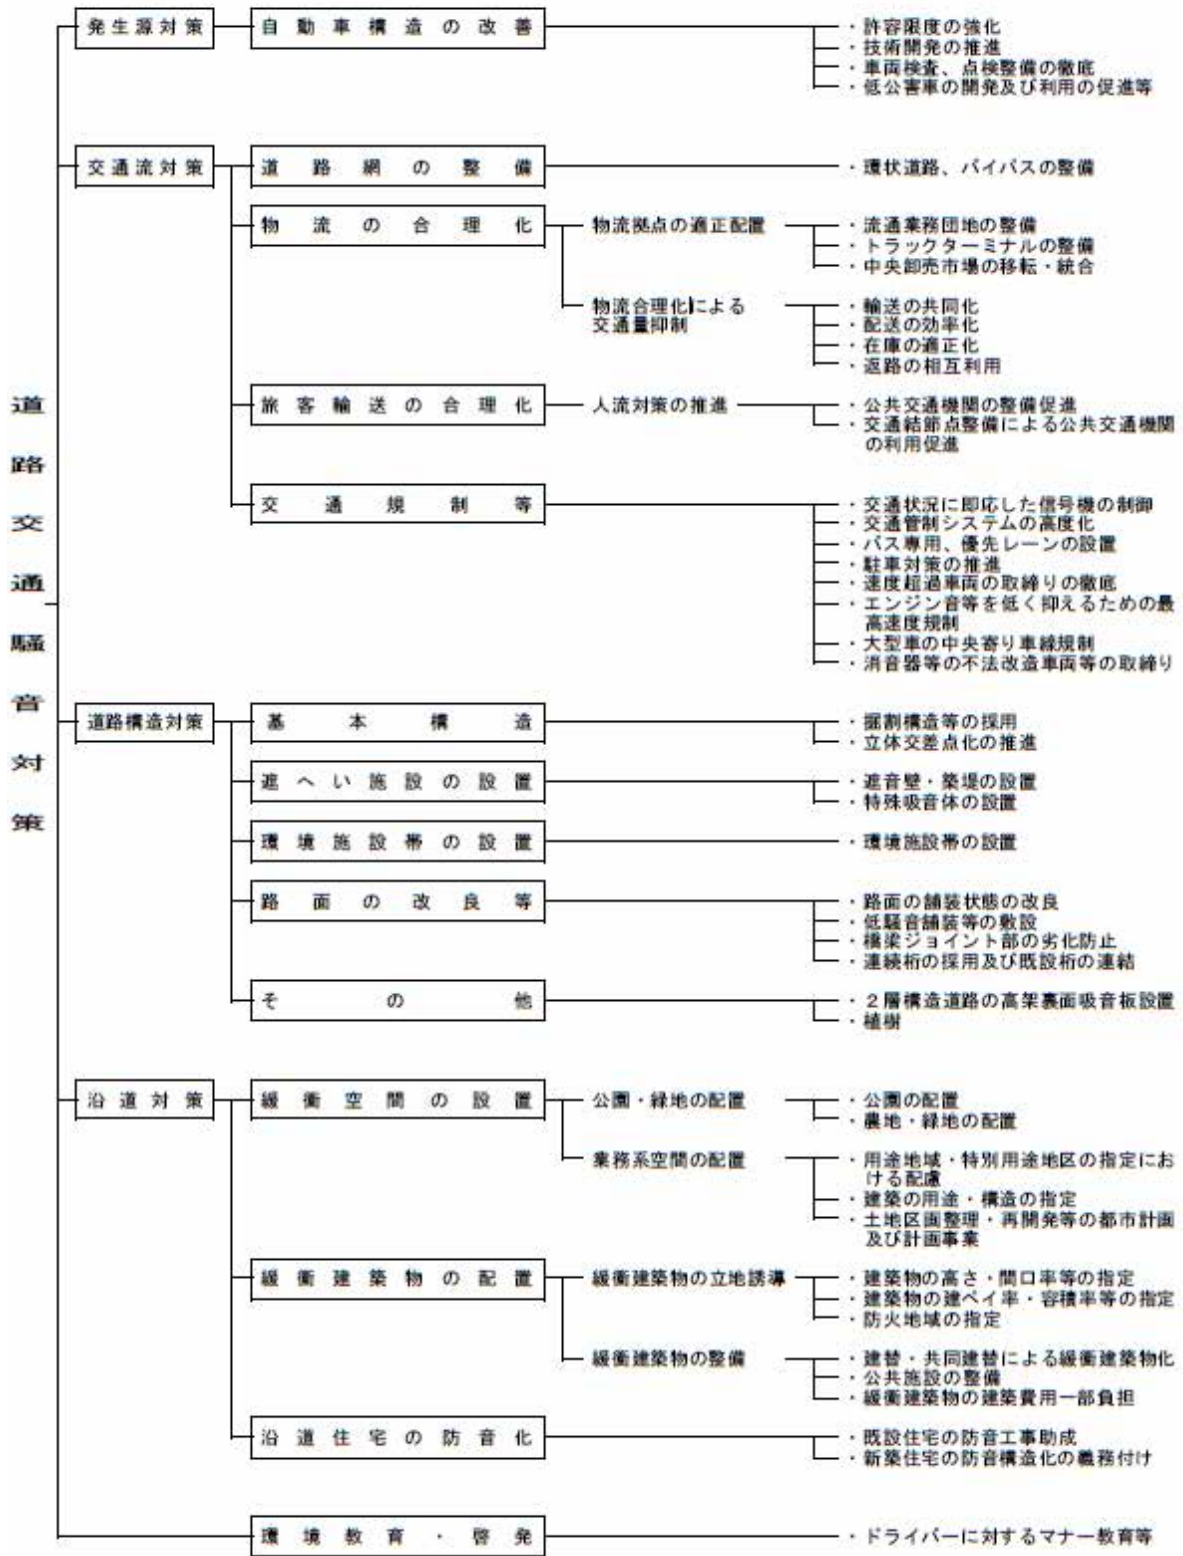 道路交通騒音対策
発生源対策
自動車構造の改善
・許容限度の強化
・技術開発の推進
・車両検査、点検整備の徹底
・低公害車の開発及び利用の促進等
交通流対策
道路網の整備
・環状道路、バイパスの整備
物流の合理化
物流拠点の適正配置
・流通業務団地の整備
・トラックターミナルの整備
・中央卸売市場の移転・統合
物流合理化による
交通量抑制
・輸送の共同化
・配送の効率化
・在庫の適正化
・返路の相互利用
旅客輸送の合理化
人流対策の推進
・公共交通機関の整備促進
・交通結節点整備による公共交通機関
の利用促進
交通規制等
・交通状況に即応した信号機の制御
・交通管制システムの高度化
・バス専用、優先レーンの設置
・駐車対策の推進
・速度超過車両の取締りの徹底
・エンジン音等を低く抑えるための最
高速度規制
・大型車の中央寄り車線規制
・消音器等の不法改造車両等の取締り
道路構造対策
基本構造
・掘割構造等の採用
・立体交差点化の推進
遮へい施設の設置
・遮音壁・築堤の設置
・特殊吸音体の設置
環境施設帯の設置
・環境施設帯の設置
路面の改良等
・路面の舗装状態の改良
・低騒音舗装等の敷設
・橋梁ジョイント部の劣化防止
・連続桁の採用及び既設桁の連結
その他
・２層構造道路の高架裏面吸音板設置
・植樹
沿道対策
緩衝空間の設置
公園・緑地の配置
・公園の配置
・農地・緑地の配置
業務系空間の配置
・用途地域・特別用途地区の指定にお
ける配慮
・建築の用途・構造の指定
・土地区画整理・再開発等の都市計画
及び計画事業
緩衝建築物の配置
緩衝建築物の立地誘導
・建築物の高さ・間口率等の指定
・建築物の建ペイ率・容積率等の指定
・防火地域の指定
緩衝建築物の整備
・建替・共同建替による緩衝建築物化
・公共施設の整備
・緩衝建築物の建築費用一部負担
沿道住宅の防音化
・既設住宅の防音工事助成
・新築住宅の防音構造化の義務付け
環境教育・啓発
・ドライバーに対するマナー教育等